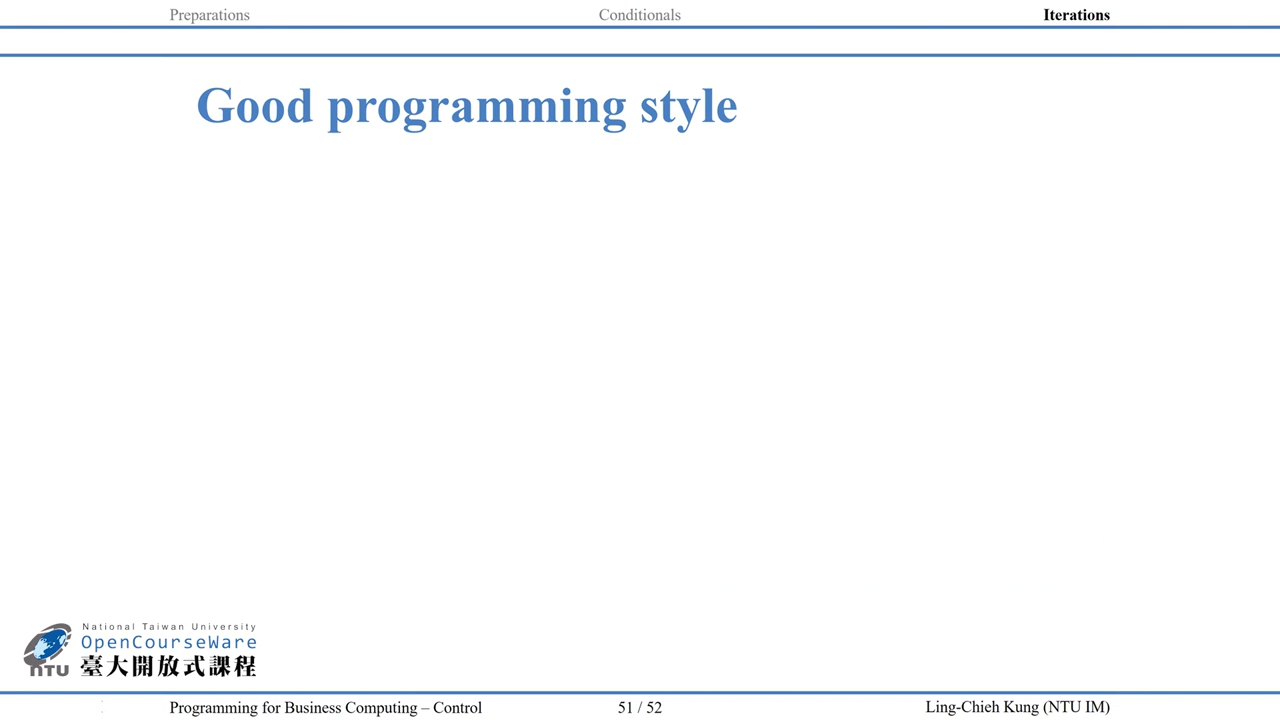 Preparations
Conditionals
Iterations
Good programming style
National Taiwan University
OpenCourseWare
臺大開放式課程
NTU
Programming for Business Computing – Control
51 / 52
Ling-Chieh Kung (NTU IM)